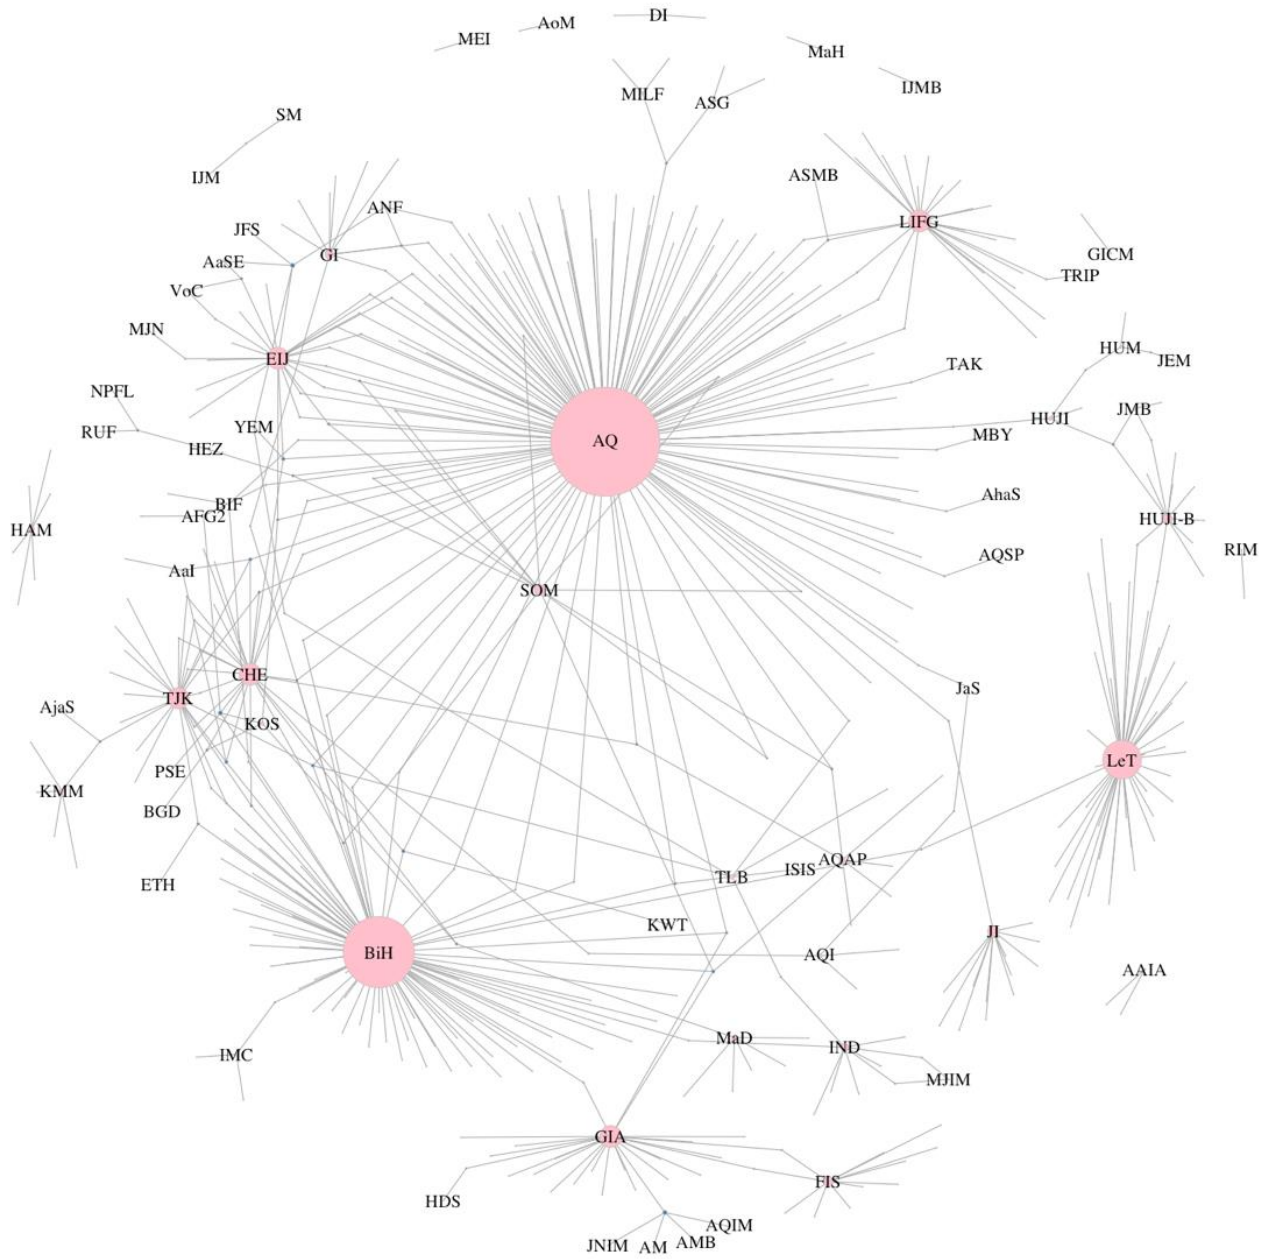 DI
AoM
MEI
MaH
IJMB
MILF
ASG
SM
IJM
ASMB
ANF
LIFG
JFS
GI
GICM
AaSE
TRIP
VoC
MJN
HUM
EIJ
JEM
TAK
NPFL
JMB
HUJI
YEM
RUF
MBY
AQ
HEZ
AhaS
BIF
AFG2
HUJI-B
HAM
RIM
AQSP
AaI
SOM
CHE
JaS
TJK
AjaS
KOS
LeT
PSE
KMM
BGD
AQAP
ISIS
TLB
ETH
KWT
JI
BiH
AQI
AAIA
MaD
IND
IMC
MJIM
GIA
FIS
HDS
AQIM
AMB
JNIM
AM